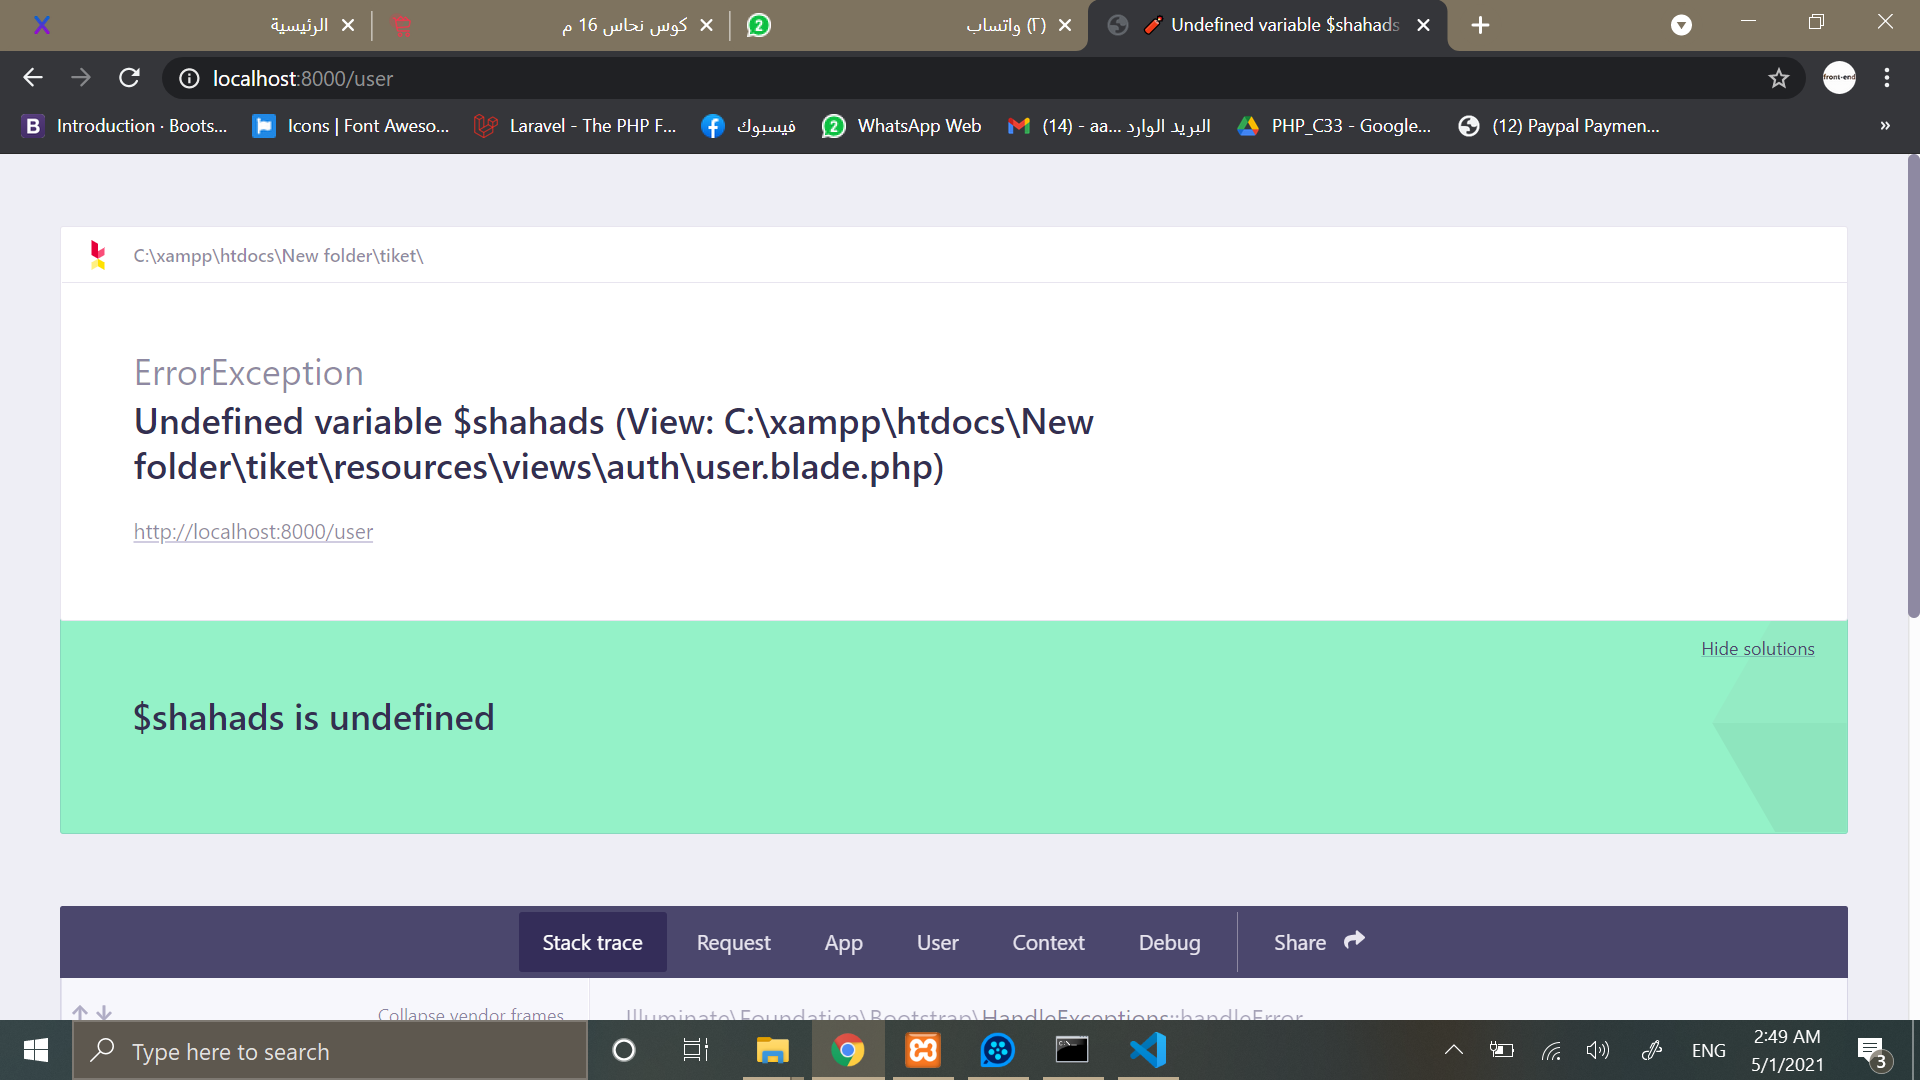 الرئيسية
كوس نحاس 16 م
(٢) واتساب
Undefined variable $shahads
localhost:8000/user
Introduction · Boots...
Icons | Font Aweso...
Laravel - The PHP F...
فيسبوك
WhatsApp Web
البريد الوارد (14) - aa...
PHP_C33 - Google...
(12) Paypal Paymen...
»
C:\xampp\htdocs\New folder\tiket\
ErrorException
Undefined variable $shahads (View: C:\xampp\htdocs\New
folder\tiket\resources\views\auth\user.blade.php)
http://localhost:8000/user
Hide solutions
$shahads is undefined
Stack trace
Request
App
User
Context
Debug
Share
Collapse vendor frames
Illuminate\Foundation\Bootstrap\HandleExceptions::handleError
Type here to search
ENG
2:49 AM
5/1/2021
3